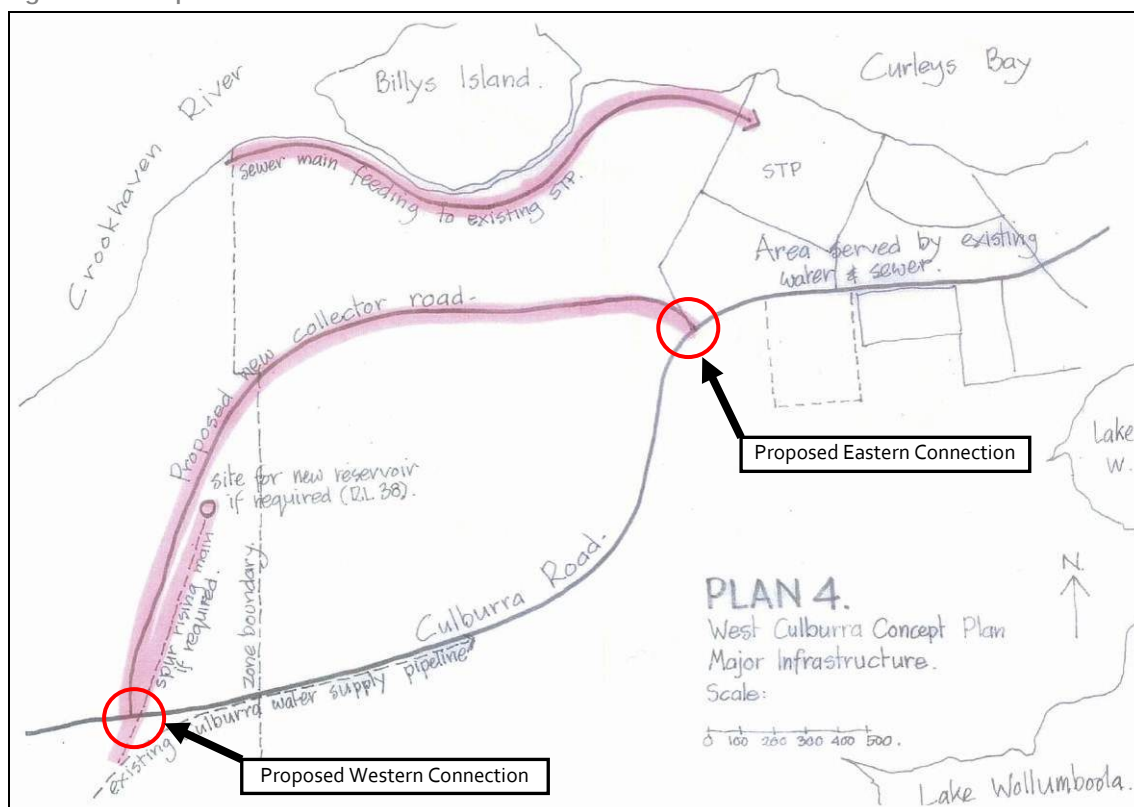 Crookhaven River
Billys Island.
Curleys Bay
sewer main feeding to existing STP.
STP
Area served by existing
water & sewer.
Proposed new collector road.
Proposed Eastern Connection
Lake
W.
site for new reservoir
if required (RL 38).
spur rising main
if required.
zone boundary.
Culburra Road.
existing Culburra water supply pipeline
Proposed Western Connection
N.
PLAN 4.
West Culburra Concept Plan
Major Infrastructure.
Scale:
0 100 200 300 400 500.
Lake Wollumboola.